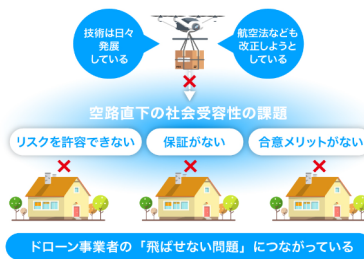 技術は日々
発展
している
航空法なども
改正しようと
している
空路直下の社会受容性の課題
リスクを許容できない
保証がない
合意メリットがない
ドローン事業者の「飛ばせない問題」につながっている